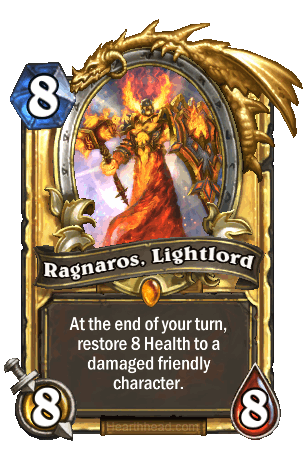 8
Ragnaros, Lightlord
At the end of your turn,
restore 8 Health to a
damaged friendly
character.
8
8
Hearthhead.com